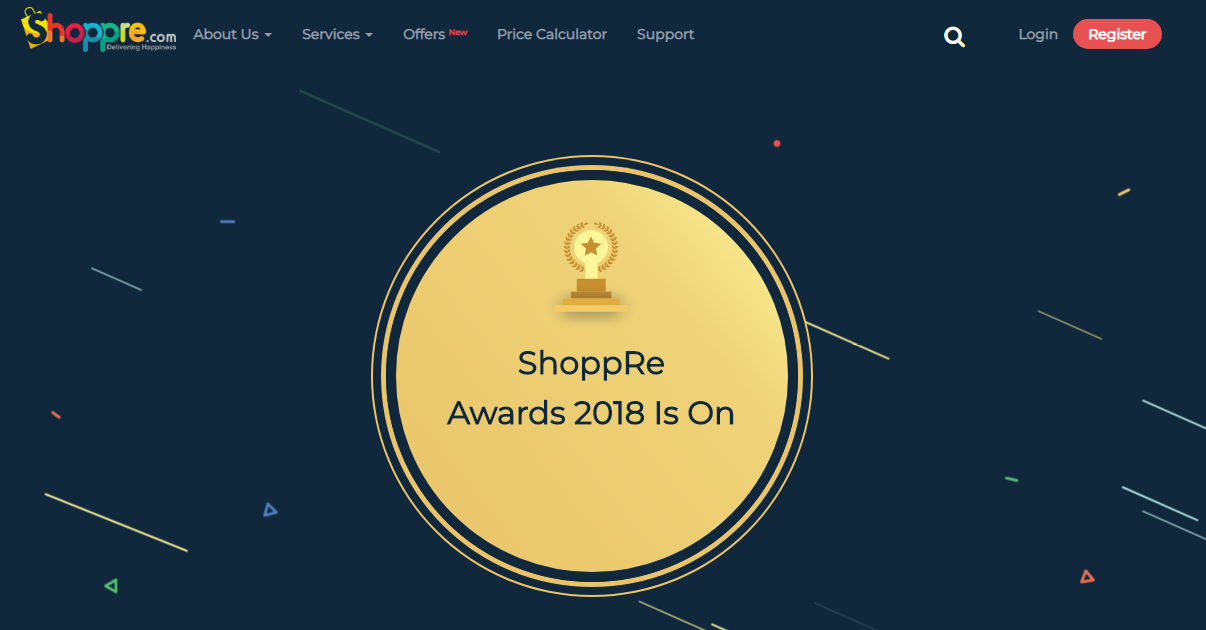 Shoppre.com
Delivering Happiness
About Us
Services
Offers New
Price Calculator
Support
Login
Register
ShoppRe
Awards 2018 Is On